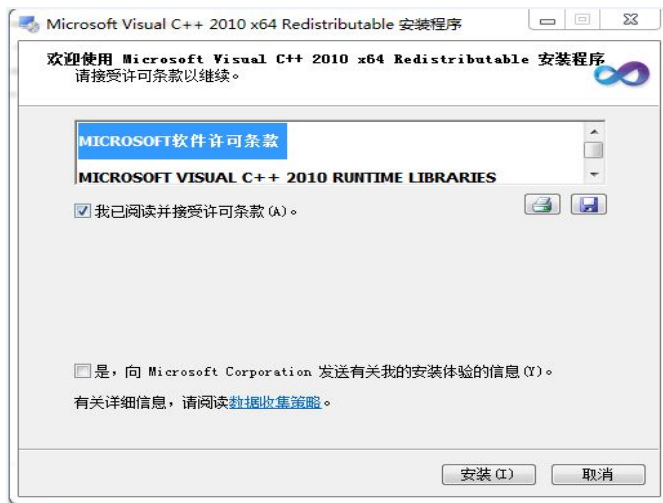 Microsoft Visual C++ 2010 x64 Redistributable 安装程序
欢迎使用 Microsoft Visual C++ 2010 x64 Redistributable 安装程序
请接受许可条款以继续。
MICROSOFT软件许可条款
MICROSOFT VISUAL C++ 2010 RUNTIME LIBRARIES
我已阅读并接受许可条款(A)。
是，向 Microsoft Corporation 发送有关我的安装体验的信息(Y)。
有关详细信息，请阅读数据收集策略。
安装(I) 取消